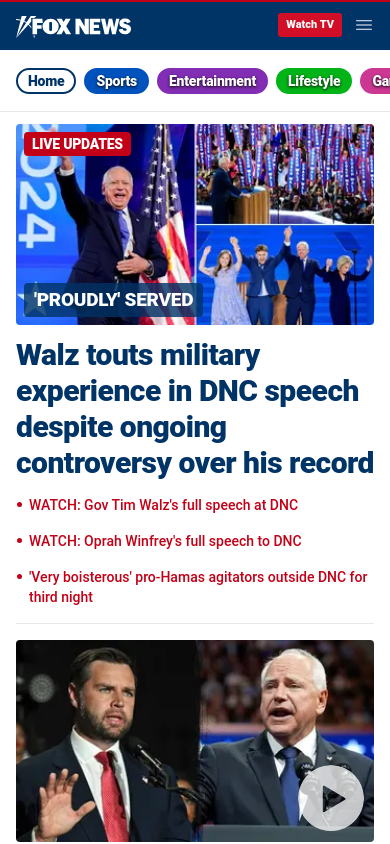 FOX NEWS
Watch TV
Home
Sports
Entertainment
Lifestyle
Ga
LIVE UPDATES
2024
'PROUDLY' SERVED
Walz touts military
experience in DNC speech
despite ongoing
controversy over his record
• WATCH: Gov Tim Walz's full speech at DNC
• WATCH: Oprah Winfrey's full speech to DNC
• 'Very boisterous' pro-Hamas agitators outside DNC for
third night